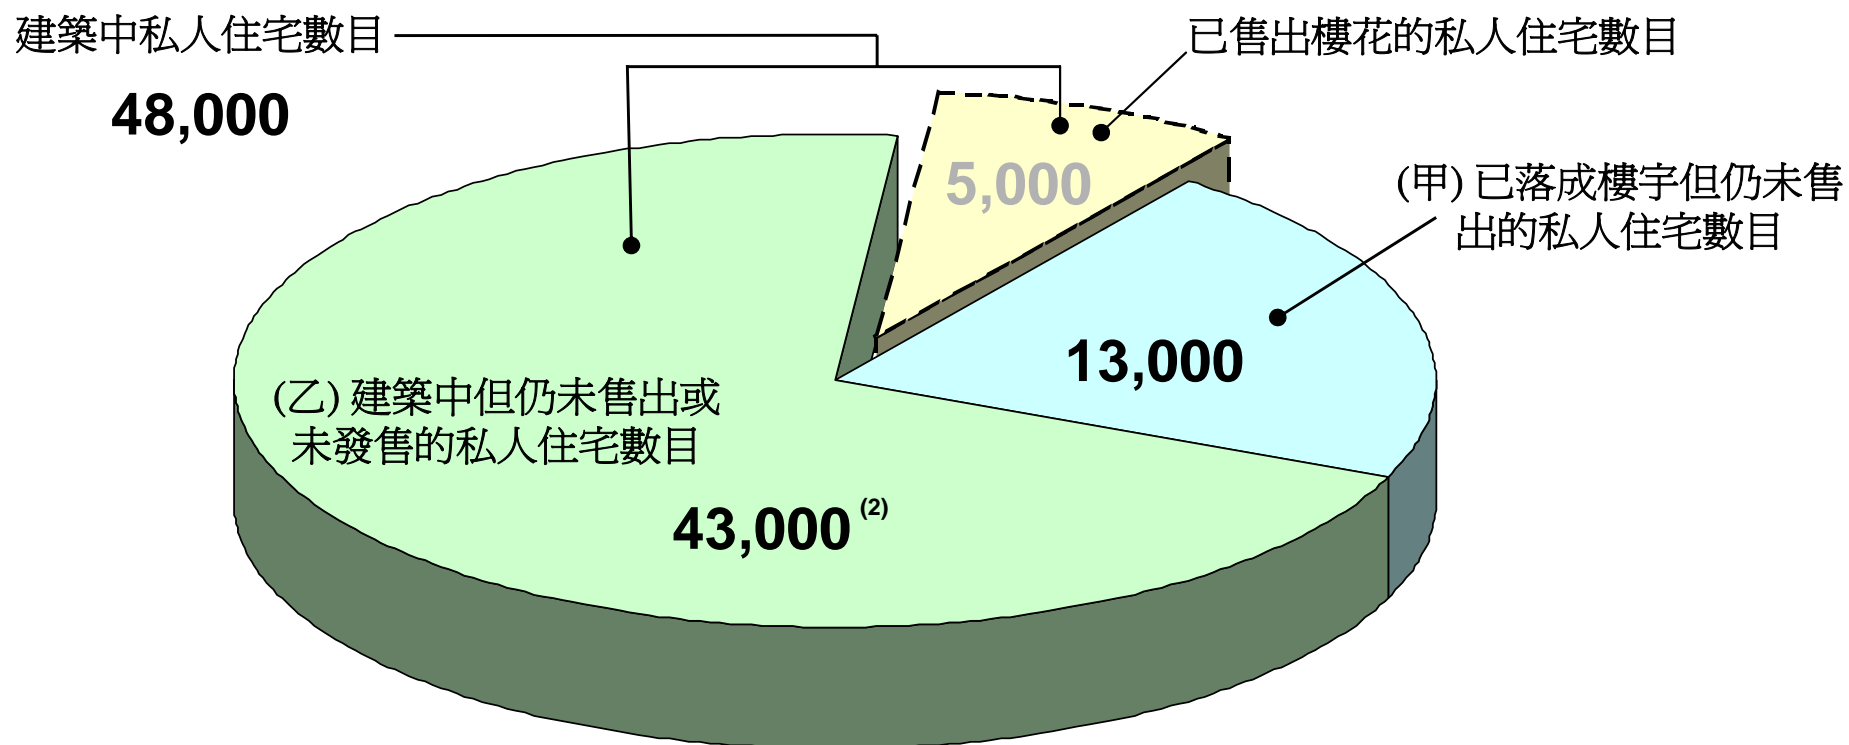 建築中私人住宅數目
48,000
已售出樓花的私人住宅數目
5,000
(甲) 已落成樓宇但仍未售
出的私人住宅數目
13,000
(乙) 建築中但仍未售出或
未發售的私人住宅數目
43,000 (2)